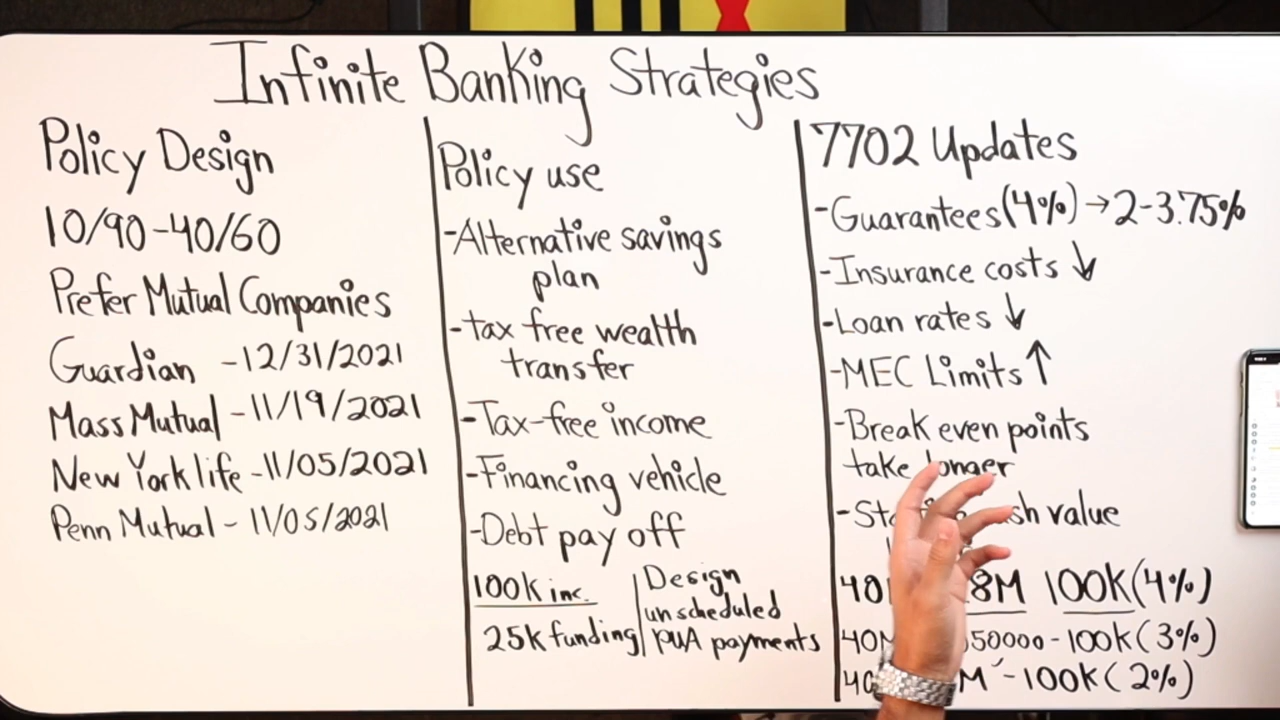 Infinite Banking Strategies
Policy Design
10/90-40/60
Prefer Mutual Companies
Guardian -12/31/2021
Mass Mutual -11/19/2021
New York life -11/05/2021
Penn Mutual - 11/05/2021
Policy use
-Alternative savings
plan
-tax free wealth
transfer
-Tax-free income
-Financing vehicle
-Debt pay off
100k inc.
25k funding
Design
unscheduled
PUA payments
7702 Updates
-Guarantees(4%)→2-3.75%
-Insurance costs ↓
-Loan rates ↓
-MEC Limits ↑
-Break even points
take longer
- value
100K(4%)
-100k(3%)
-100K(2%)